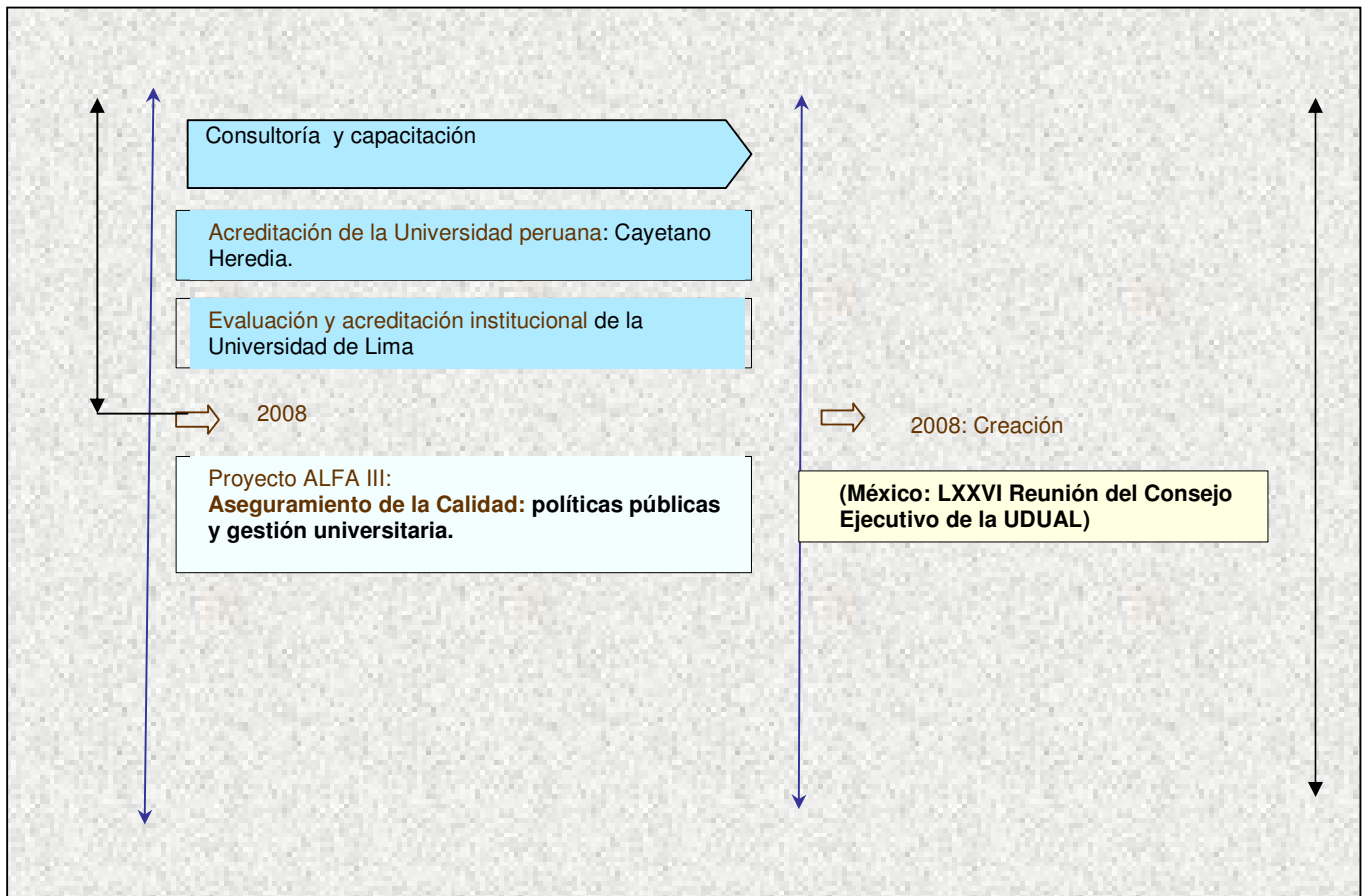 Consultoría y capacitación
Acreditación de la Universidad peruana: Cayetano
Heredia.
Evaluación y acreditación institucional de la
Universidad de Lima
2008
Proyecto ALFA III:
Aseguramiento de la Calidad: políticas públicas
y gestión universitaria.
2008: Creación
(México: LXXVI Reunión del Consejo
Ejecutivo de la UDUAL)